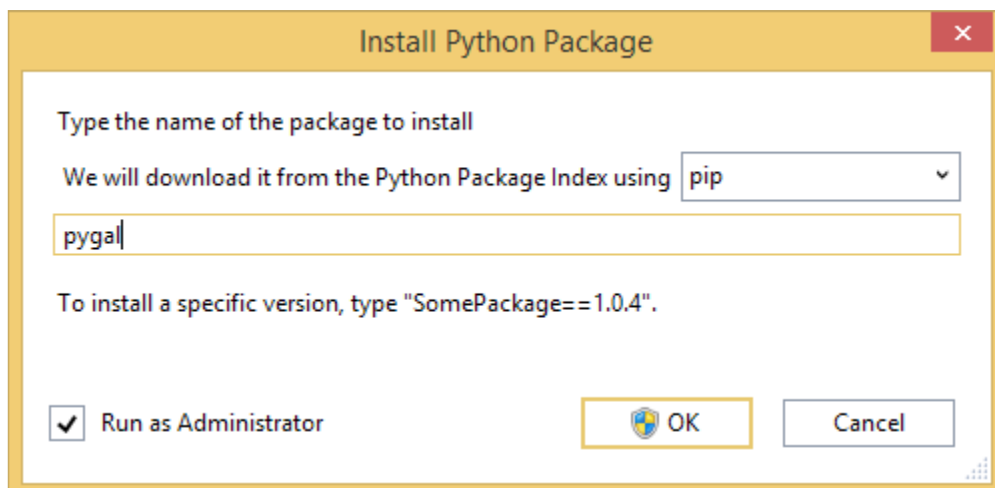 Install Python Package
Type the name of the package to install
We will download it from the Python Package Index using pip
pygal
To install a specific version, type "SomePackage==1.0.4".
Run as Administrator OK Cancel